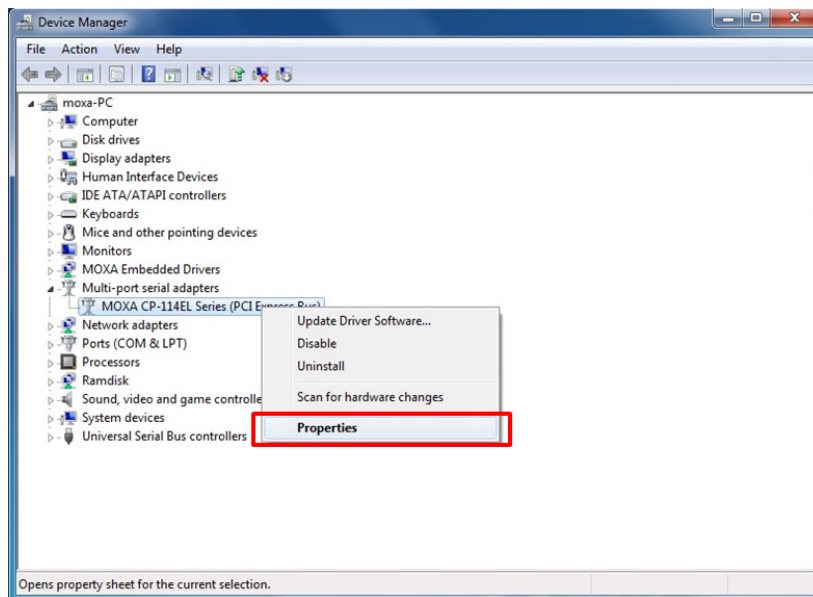 Device Manager
File Action View Help
moxa-PC
Computer
Disk drives
Display adapters
Human Interface Devices
IDE ATA/ATAPI controllers
Keyboards
Mice and other pointing devices
Monitors
MOXA Embedded Drivers
Multi-port serial adapters
MOXA CP-114EL Series (PCI Express Bus)
Network adapters
Ports (COM & LPT)
Processors
Ramdisk
Sound, video and game controlle
System devices
Universal Serial Bus controllers
Update Driver Software...
Disable
Uninstall
Scan for hardware changes
Properties
Opens property sheet for the current selection.